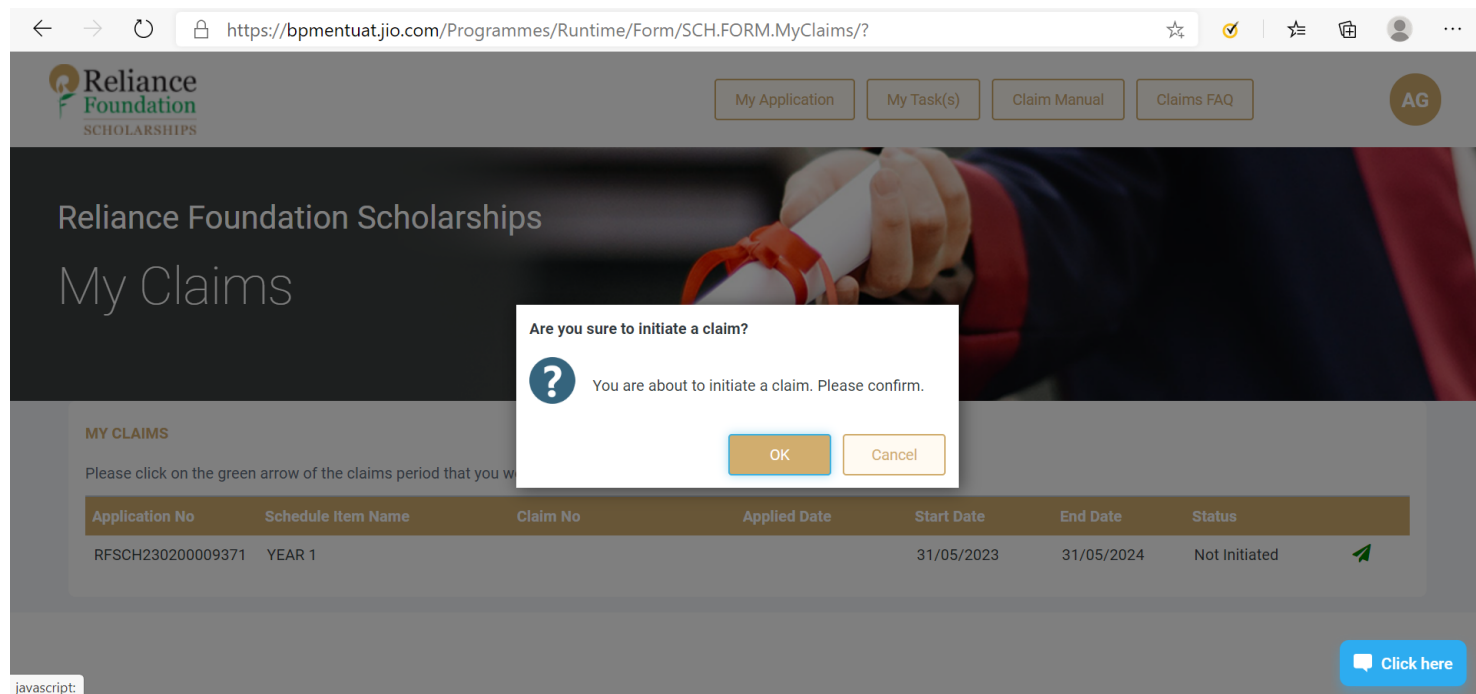 https://bpmentuat.jio.com/Programmes/Runtime/Form/SCH.FORM.MyClaims/?
Reliance
Foundation
SCHOLARSHIPS
My Application My Task(s) Claim Manual Claims FAQ AG
Reliance Foundation Scholarships
My Claims
Are you sure to initiate a claim?
?
You are about to initiate a claim. Please confirm.
OK Cancel
MY CLAIMS
Please click on the green arrow of the claims period that you w
Application No Schedule Item Name Claim No Applied Date Start Date End Date Status
RFSCH230200009371 YEAR 1 31/05/2023 31/05/2024 Not Initiated
Click here
javascript: